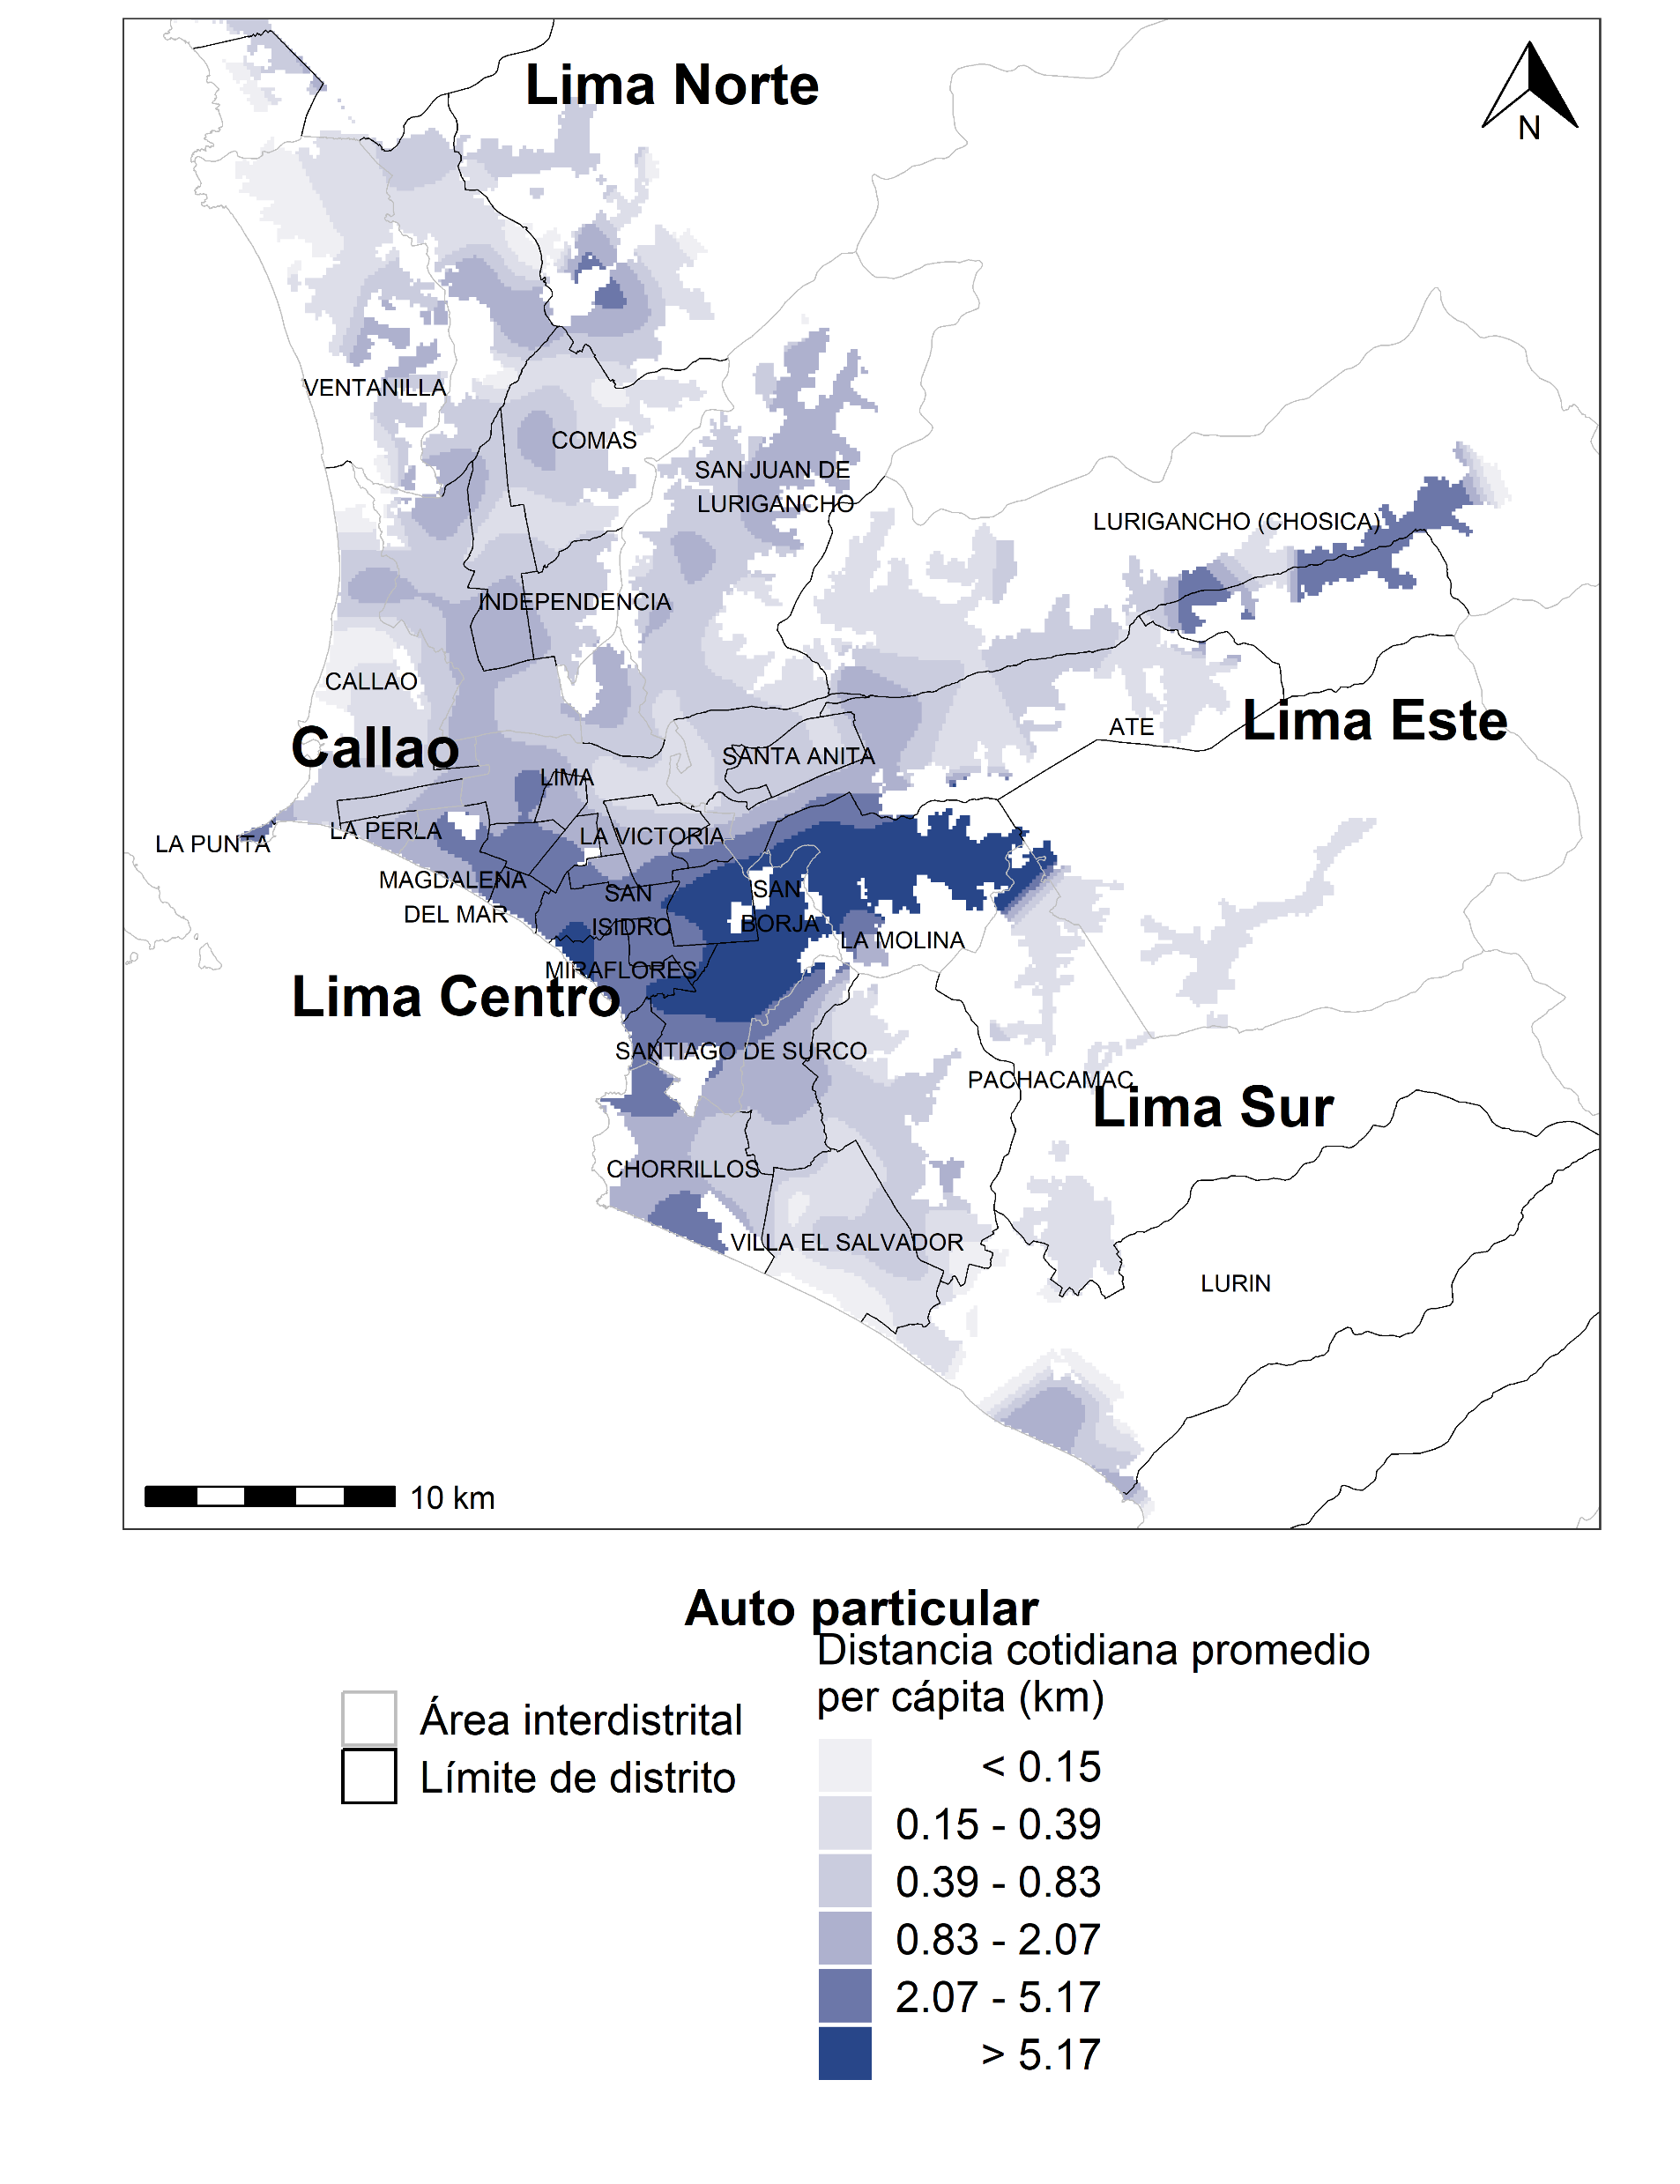 Lima Norte
N
VENTANILLA
COMAS
SAN JUAN DE
LURIGANCHO
LURIGANCHO (CHOSICA)
INDEPENDENCIA
CALLAO
Callao
Lima Este
ATE
SANTA ANITA
LIMA
LA PERLA
LA VICTORIA
LA PUNTA
MAGDALENA
DEL MAR
SAN
ISIDRO
SAN
BORJA
LA MOLINA
MIRAFLORES
Lima Centro
SANTIAGO DE SURCO
PACHACAMAC
Lima Sur
CHORRILLOS
VILLA EL SALVADOR
LURIN
10 km
Auto particular
Distancia cotidiana promedio
per cápita (km)
Área interdistrital
Límite de distrito
< 0.15
0.15 - 0.39
0.39 - 0.83
0.83 - 2.07
2.07 - 5.17
> 5.17